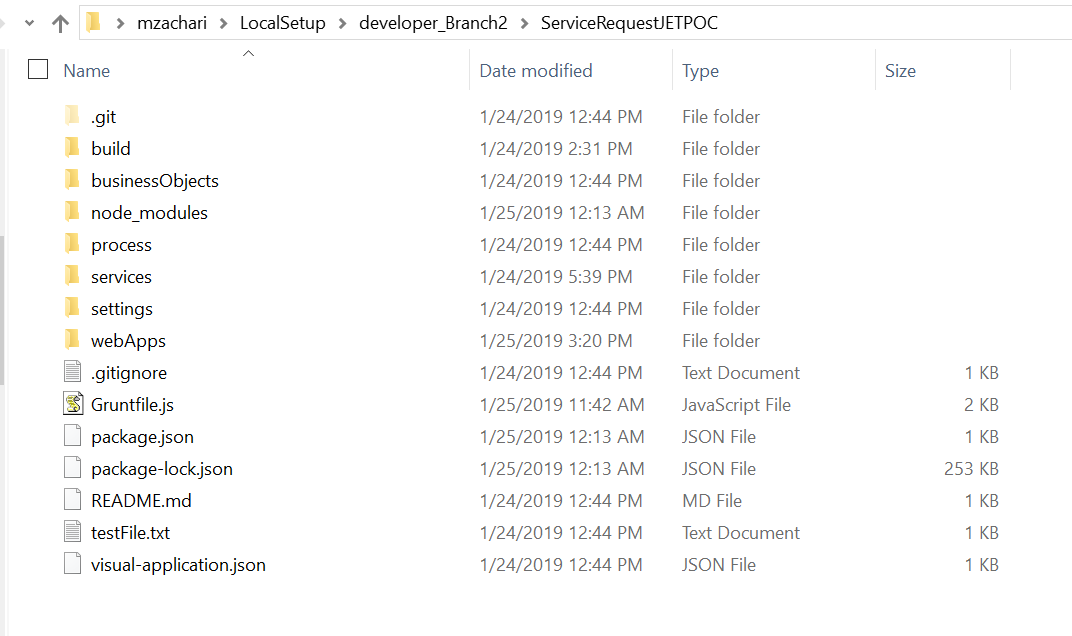 mzachari > LocalSetup > developer_Branch2 > ServiceRequestJETPOC
Name Date modified Type Size
.git 1/24/2019 12:44 PM File folder
build 1/24/2019 2:31 PM File folder
businessObjects 1/24/2019 12:44 PM File folder
node_modules 1/25/2019 12:13 AM File folder
process 1/24/2019 12:44 PM File folder
services 1/24/2019 5:39 PM File folder
settings 1/24/2019 12:44 PM File folder
webApps 1/25/2019 3:20 PM File folder
.gitignore 1/24/2019 12:44 PM Text Document 1 KB
Gruntfile.js 1/25/2019 11:42 AM JavaScript File 2 KB
package.json 1/25/2019 12:13 AM JSON File 1 KB
package-lock.json 1/25/2019 12:13 AM JSON File 253 KB
README.md 1/24/2019 12:44 PM MD File 1 KB
testFile.txt 1/24/2019 12:44 PM Text Document 1 KB
visual-application.json 1/24/2019 12:44 PM JSON File 1 KB